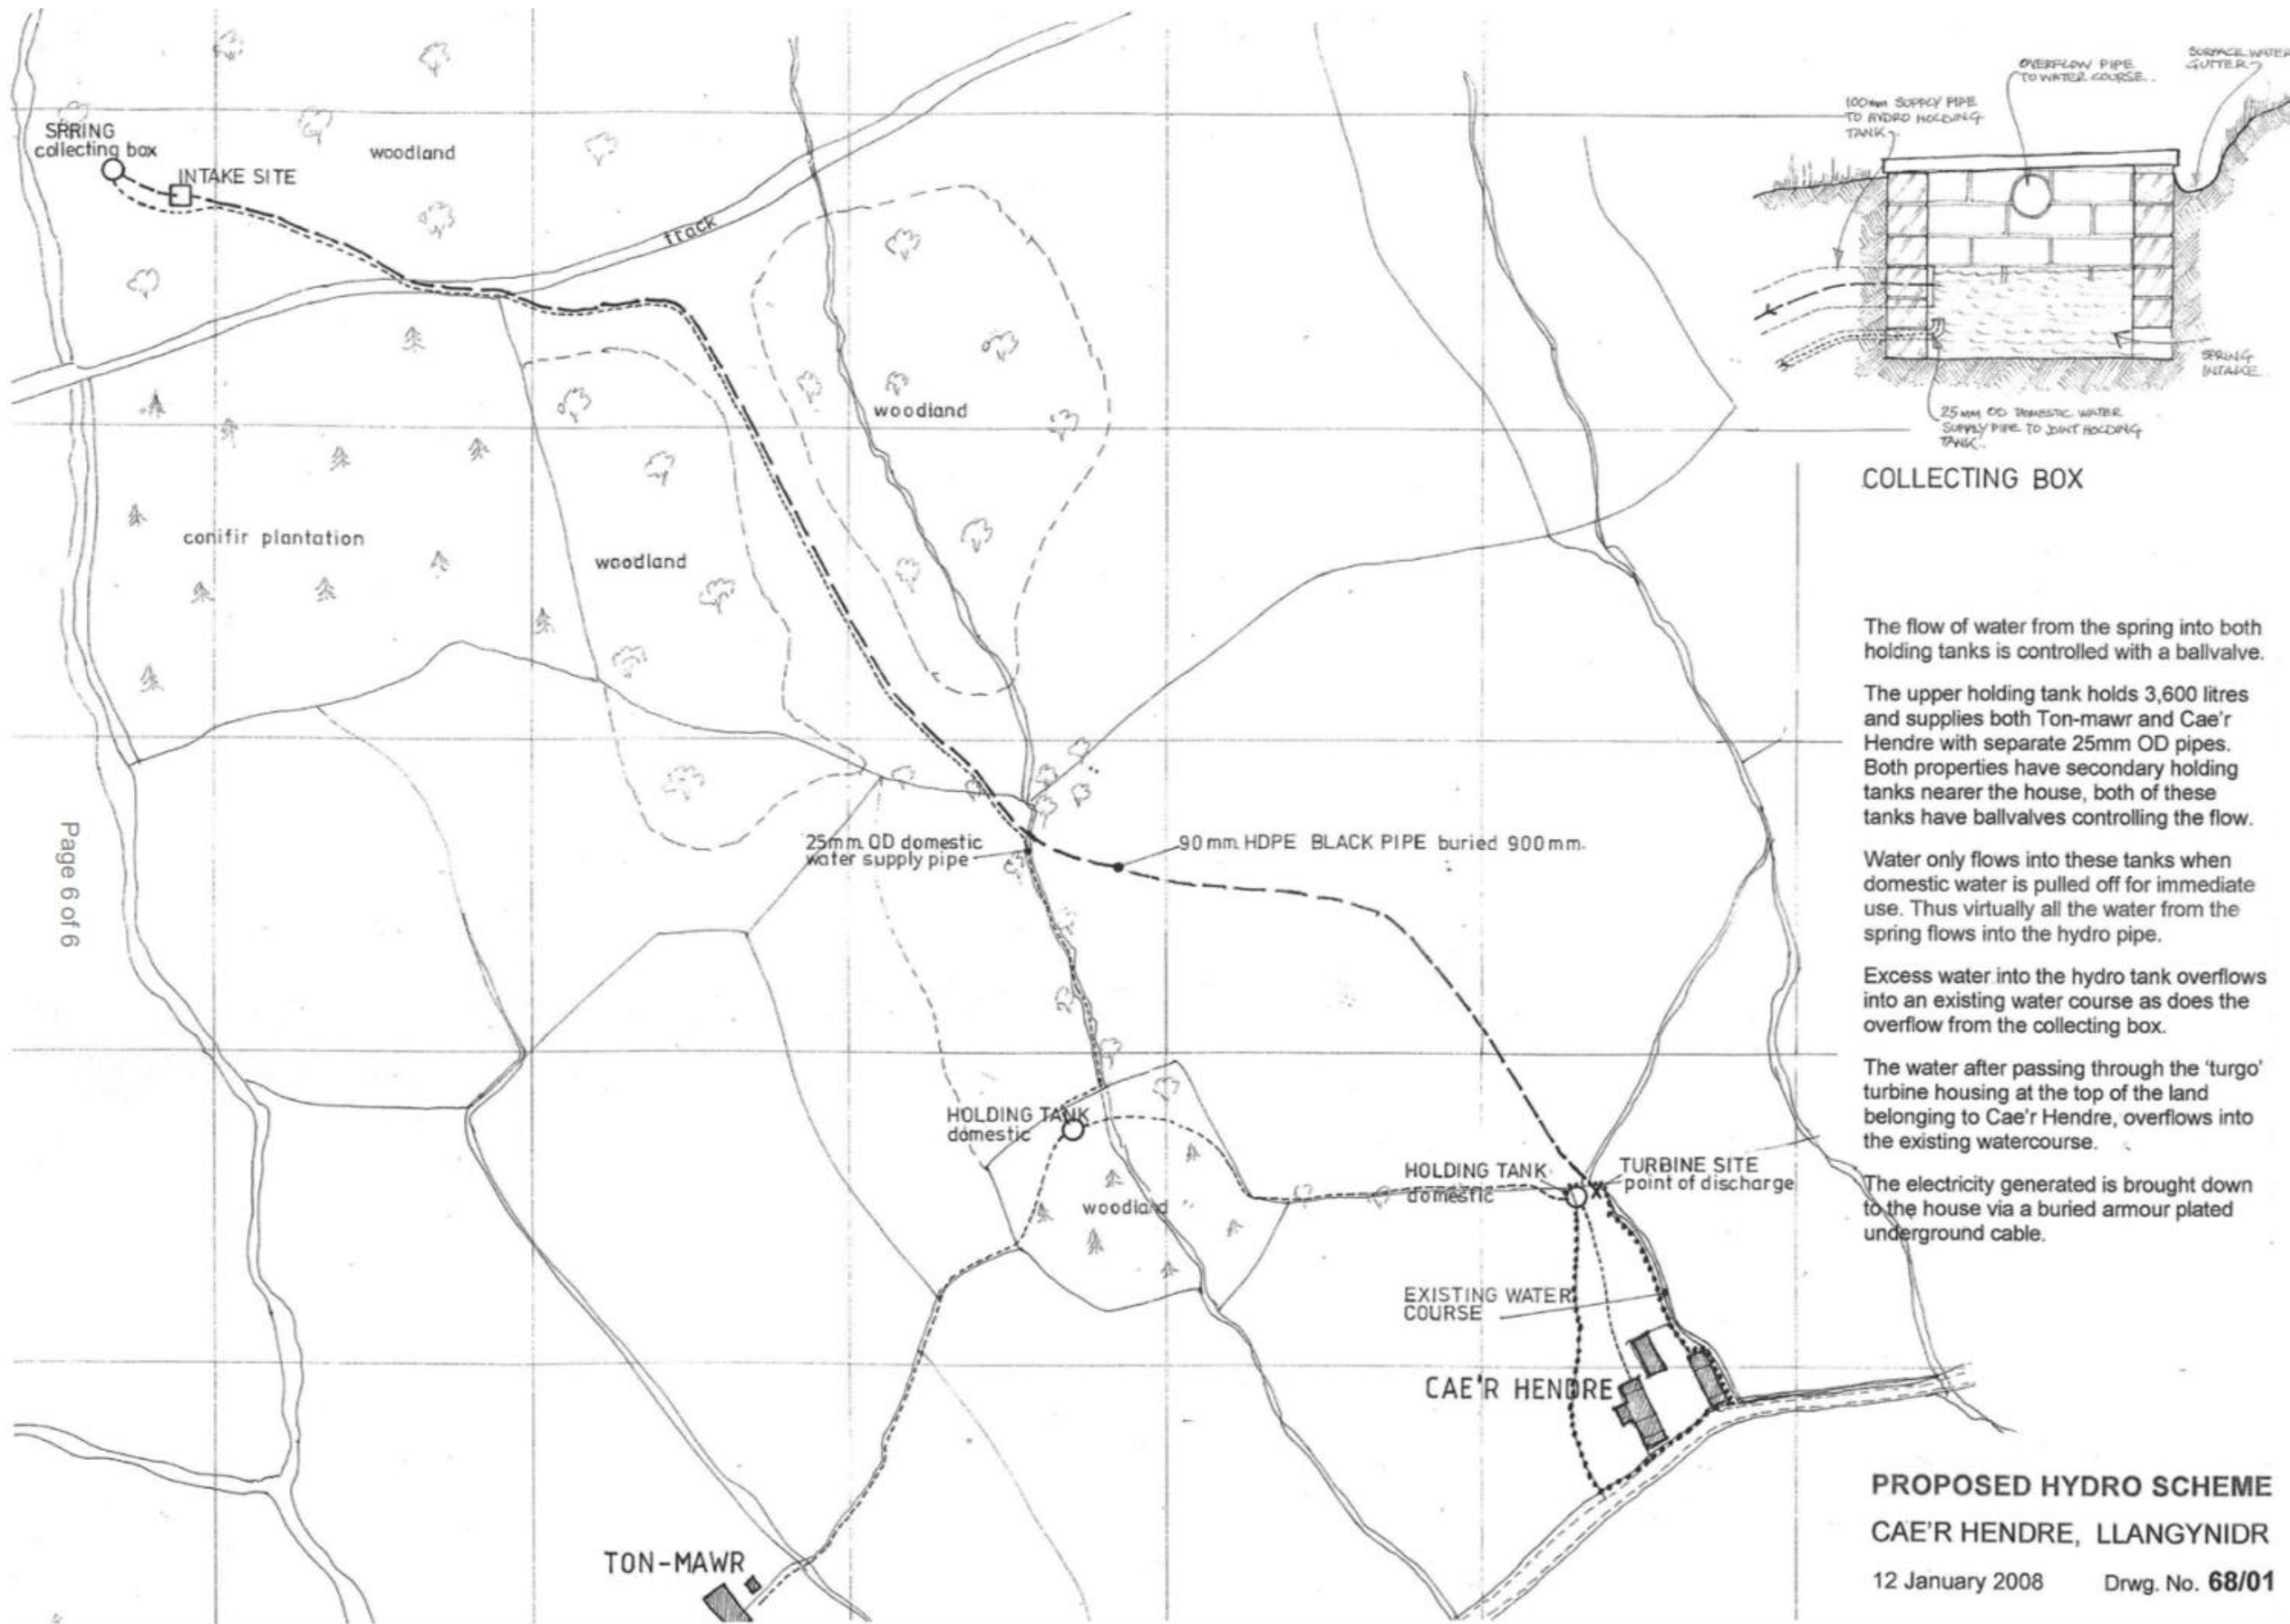 SPRING
collecting box
INTAKE SITE
woodland
track
woodland
conifir plantation
woodland
25mm OD domestic
water supply pipe
90mm HDPE BLACK PIPE buried 900mm.
HOLDING TANK
domestic
woodland
HOLDING TANK
domestic
TURBINE SITE
point of discharge
EXISTING WATER
COURSE
CAE'R HENDRE
TON-MAWR
Page 6 of 6
OVERFLOW PIPE
TO WATER COURSE.
SURFACE WATER
GUTTER
100mm SUPPLY PIPE
TO HYDRO HOLDING
TANK
SPRING
INTAKE
25mm OD DOMESTIC WATER
SUPPLY PIPE TO JOINT HOLDING
TANK.
COLLECTING BOX
The flow of water from the spring into both
holding tanks is controlled with a ballvalve.
The upper holding tank holds 3,600 litres
and supplies both Ton-mawr and Cae'r
Hendre with separate 25mm OD pipes.
Both properties have secondary holding
tanks nearer the house, both of these
tanks have ballvalves controlling the flow.
Water only flows into these tanks when
domestic water is pulled off for immediate
use. Thus virtually all the water from the
spring flows into the hydro pipe.
Excess water into the hydro tank overflows
into an existing water course as does the
overflow from the collecting box.
The water after passing through the 'turgo'
turbine housing at the top of the land
belonging to Cae'r Hendre, overflows into
the existing watercourse.
The electricity generated is brought down
to the house via a buried armour plated
underground cable.
PROPOSED HYDRO SCHEME
CAE'R HENDRE, LLANGYNIDR
12 January 2008 Drwg. No. 68/01